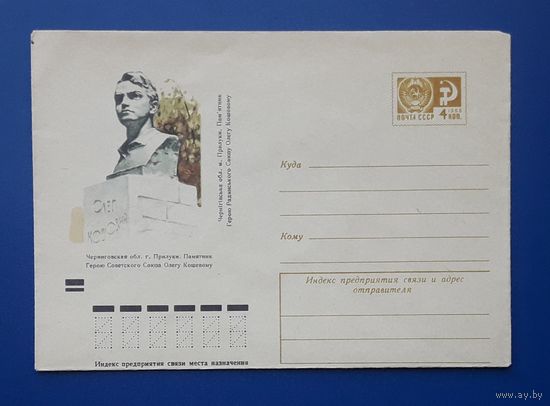 ОЛЕГ
КОШОВИЙ
Чернігівська обл. м. Прилуки. Пам'ятник
Герою Радянського Союзу Олегу Кошовому
Черниговская обл. г. Прилуки. Памятник
Герою Советского Союза Олегу Кошевому
1966
ПОЧТА СССР 4 КОП.
Куда
Кому
Индекс предприятия связи и адрес
отправителя
Индекс предприятия связи места назначения
www.ay.by